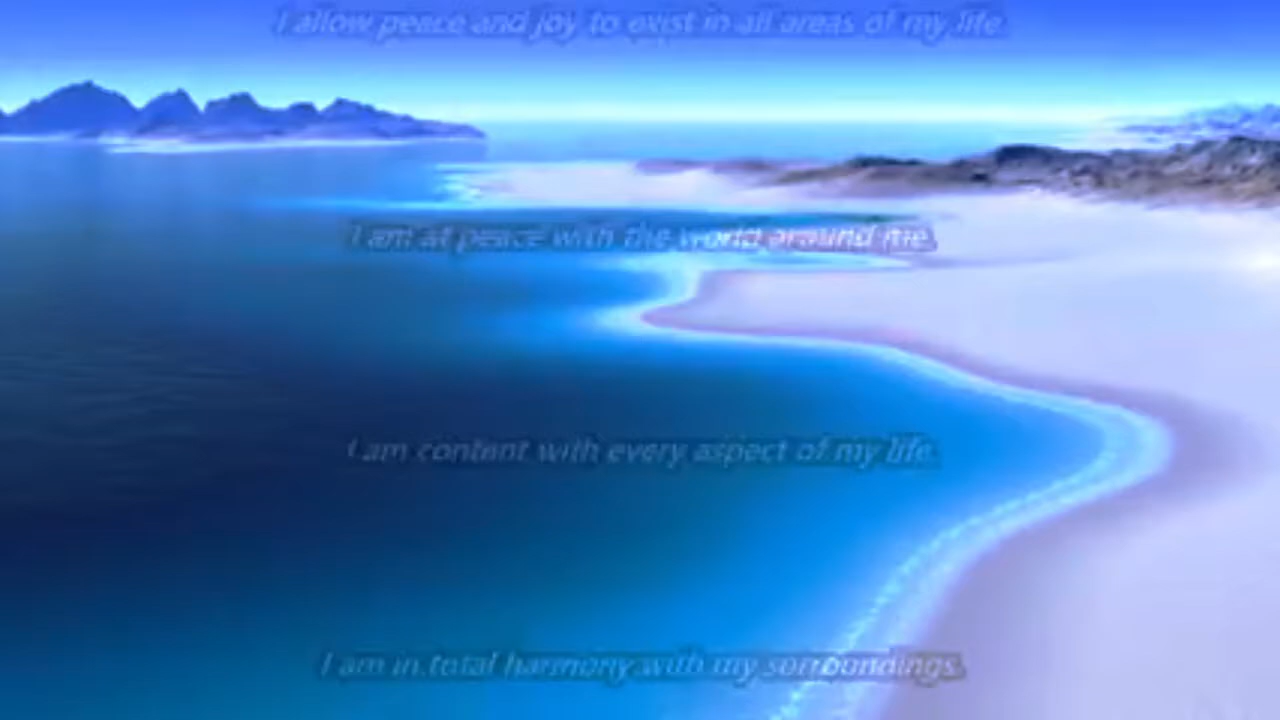 I allow peace and joy to exist in all areas of my life.
I am at peace with the world around me.
I am content with every aspect of my life.
I am in total harmony with my sorroondings.